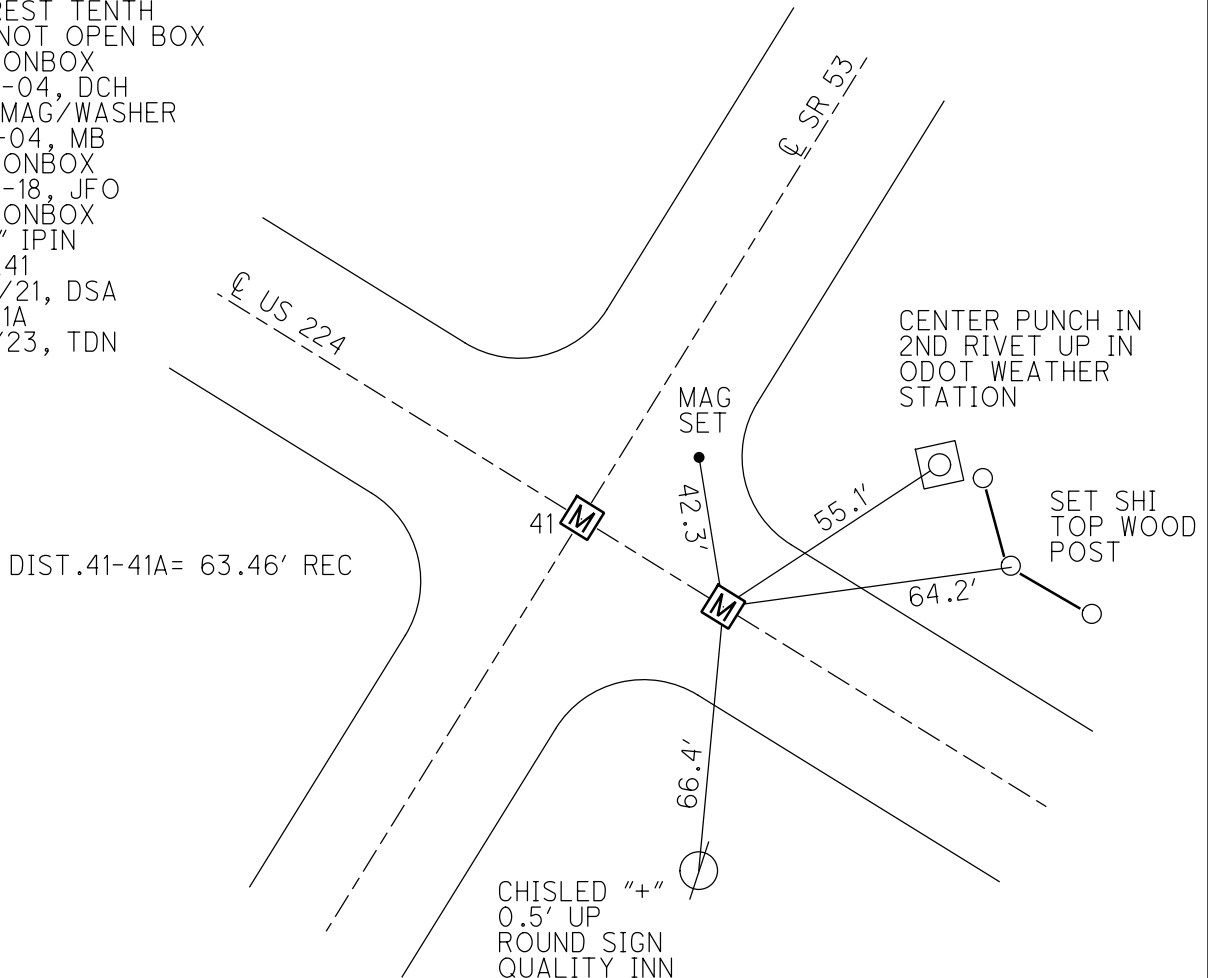 REST TENTH
NOT OPEN BOX
ONBOX
-04, DCH
MAG/WASHER
-04, MB
ONBOX
-18, JFO
ONBOX
" IPIN
41
/21, DSA
1A
/23, TDN
℄ SR 53
℄ US 224
CENTER PUNCH IN
2ND RIVET UP IN
ODOT WEATHER
STATION
MAG
SET
42.3'
55.1'
SET SHI
TOP WOOD
POST
41
M
DIST.41-41A= 63.46' REC
M
64.2'
66.4'
CHISLED "+"
0.5' UP
ROUND SIGN
QUALITY INN